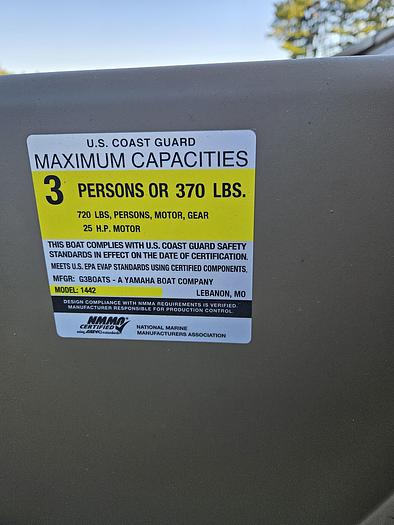 U.S. COAST GUARD
MAXIMUM CAPACITIES
3 PERSONS OR 370 LBS.
720 LBS, PERSONS, MOTOR, GEAR
25 H.P. MOTOR
THIS BOAT COMPLIES WITH U.S. COAST GUARD SAFETY
STANDARDS IN EFFECT ON THE DATE OF CERTIFICATION.
MEETS U.S. EPA EVAP STANDARDS USING CERTIFIED COMPONENTS.
MFGR: G3BOATS - A YAMAHA BOAT COMPANY
MODEL: 1442 LEBANON, MO
DESIGN COMPLIANCE WITH NMMA REQUIREMENTS IS VERIFIED.
MANUFACTURER RESPONSIBLE FOR PRODUCTION CONTROL.
NMMA®
CERTIFIED
using ABYC standards
NATIONAL MARINE
MANUFACTURERS ASSOCIATION